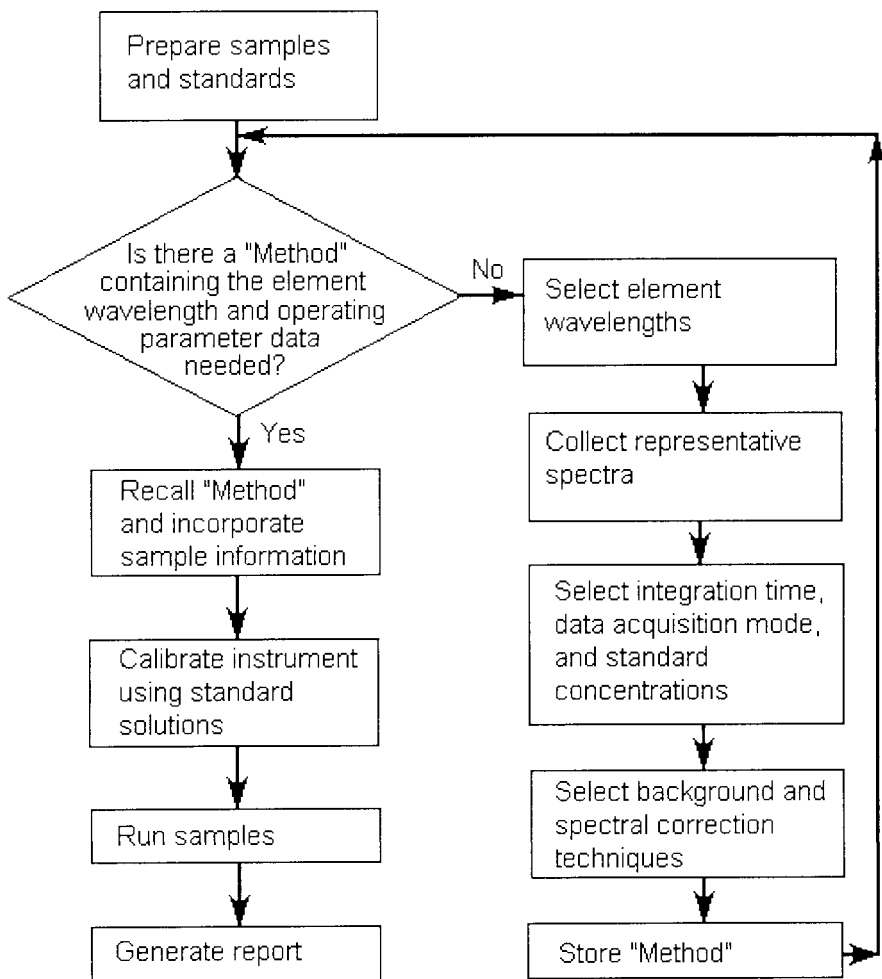 Prepare samples
and standards
Is there a "Method"
containing the element
wavelength and operating
parameter data
needed?
No
Select element
wavelengths
Collect representative
spectra
Select integration time,
data acquisition mode,
and standard
concentrations
Select background and
spectral correction
techniques
Store "Method"
Yes
Recall "Method"
and incorporate
sample information
Calibrate instrument
using standard
solutions
Run samples
Generate report